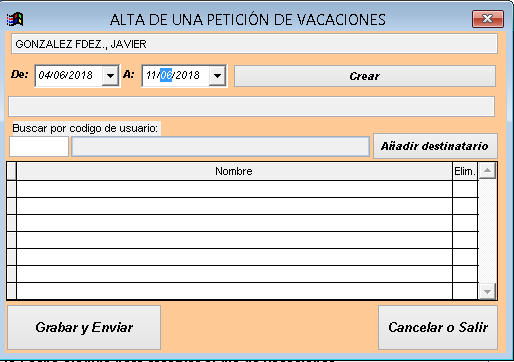 ALTA DE UNA PETICIÓN DE VACACIONES
GONZALEZ FDEZ., JAVIER
De: 04/06/2018 A: 11/06/2018 Crear
Buscar por codigo de usuario:
Añadir destinatario
Nombre Elim.
Grabar y Enviar Cancelar o Salir